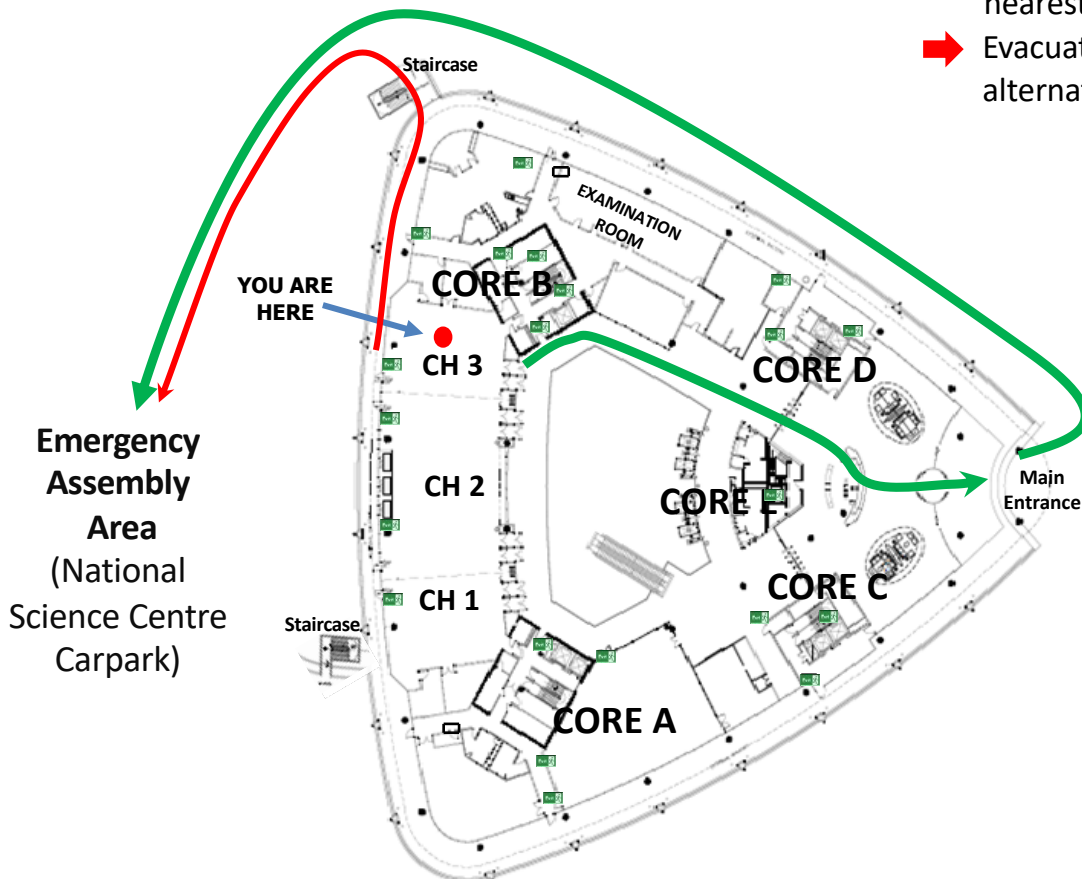 nearest
Evacuat
alternat
Staircase
EXAMINATION
ROOM
CORE B
YOU ARE
HERE
CH 3
CORE D
Emergency
Assembly
Area
(National
Science Centre
Carpark)
CH 2
CORE E
Main
Entrance
CH 1
CORE C
Staircase
CORE A